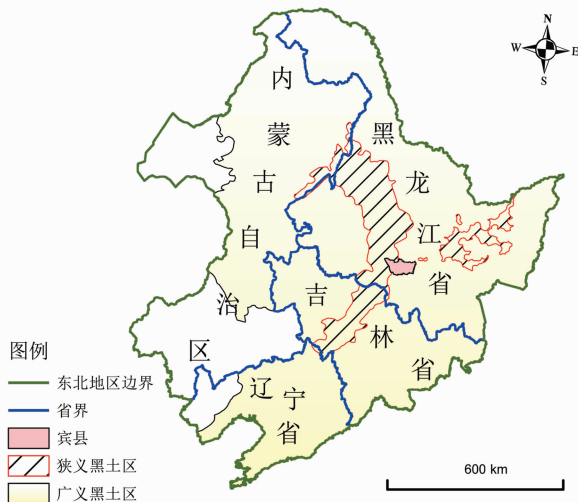 N
W
E
S
内蒙古自治区
黑龙江省
吉林省
辽宁省
图例
东北地区边界
省界
宾县
狭义黑土区
广义黑土区
600 km